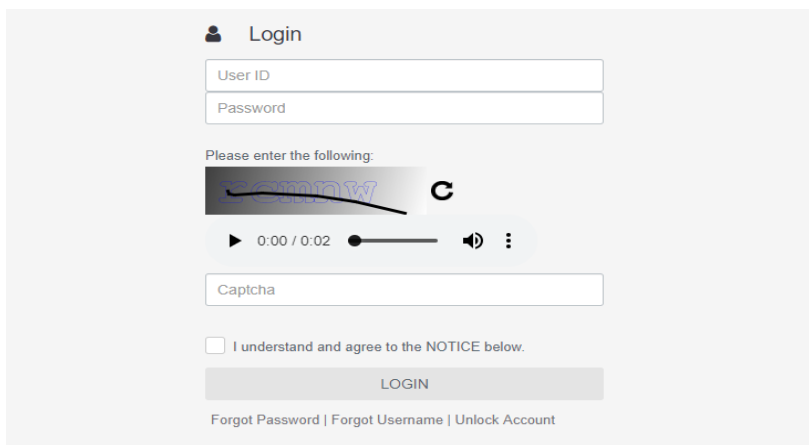 Login
User ID
Password
Please enter the following:
0:00 / 0:02
Captcha
I understand and agree to the NOTICE below.
LOGIN
Forgot Password | Forgot Username | Unlock Account